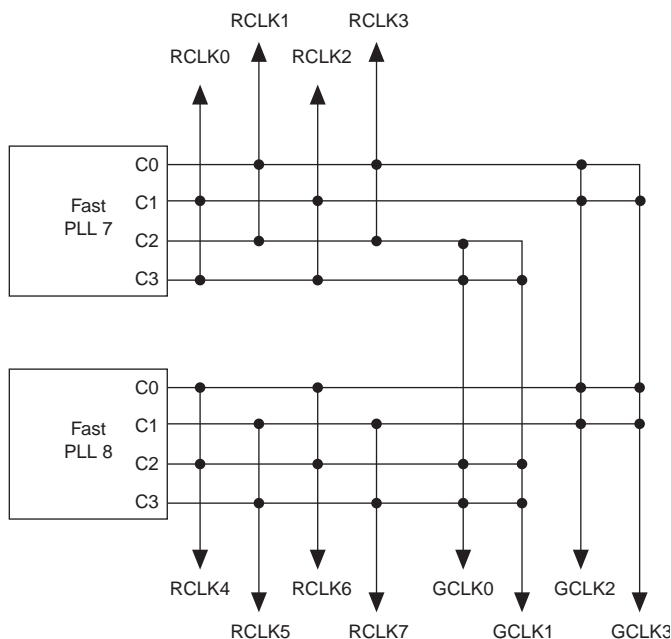 RCLK1 RCLK3
RCLK0 RCLK2
C0
C1
Fast
PLL 7
C2
C3
C0
C1
Fast
PLL 8
C2
C3
RCLK4 RCLK6 GCLK0 GCLK2
RCLK5 RCLK7 GCLK1 GCLK3